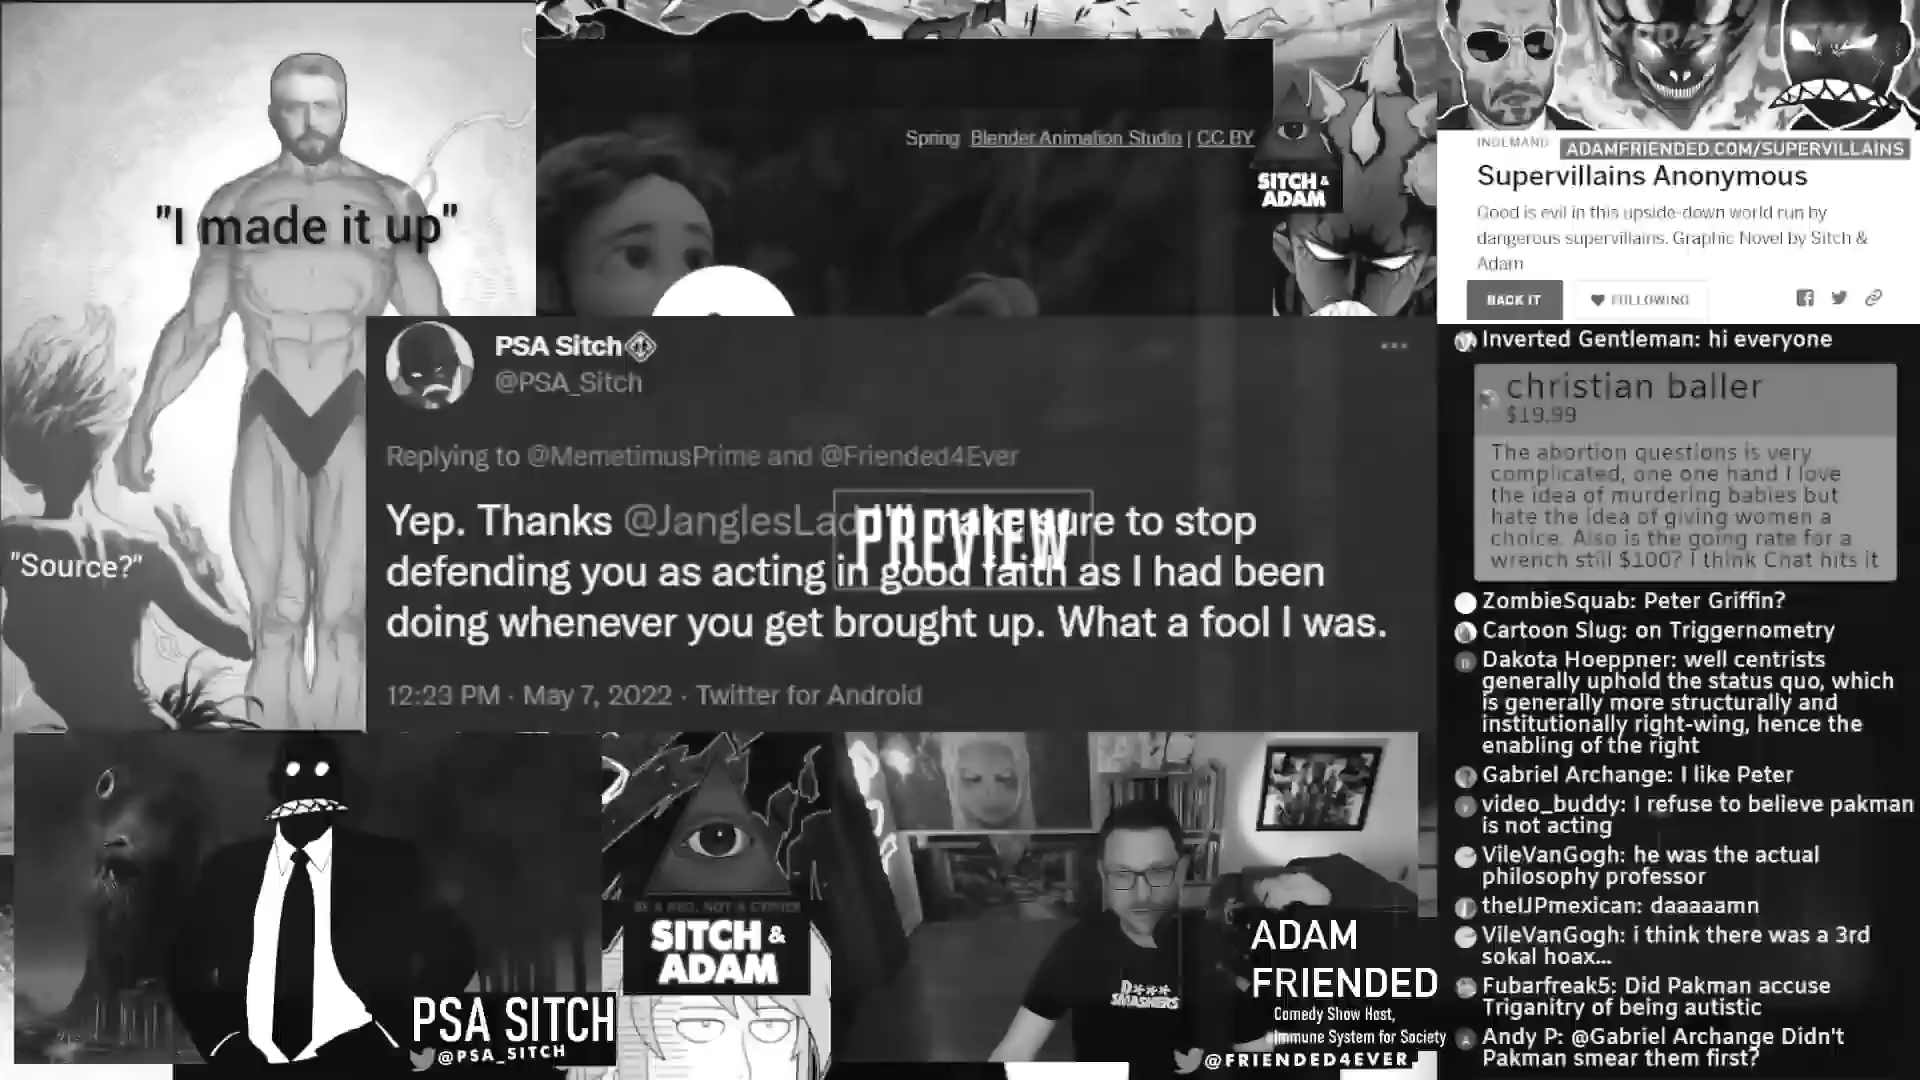 "I made it up"
"Source?"
Spring Blender Animation Studio | CC BY
SITCH &
ADAM
INDEMAND
ADAMFRIENDED.COM/SUPERVILLAINS
Supervillains Anonymous
Good is evil in this upside-down world run by
dangerous supervillains. Graphic Novel by Sitch &
Adam
BACK IT
FOLLOWING
PSA Sitch
@PSA_Sitch
Replying to @MemetimusPrime and @Friended4Ever
Yep. Thanks @JanglesLad I'll make sure to stop
defending you as acting in good faith as I had been
doing whenever you get brought up. What a fool I was.
12:23 PM · May 7, 2022 · Twitter for Android
PREVIEW
Inverted Gentleman: hi everyone
christian baller
$19.99
The abortion questions is very
complicated, one one hand I love
the idea of murdering babies but
hate the idea of giving women a
choice. Also is the going rate for a
wrench still $100? I think Chat hits it
ZombieSquab: Peter Griffin?
Cartoon Slug: on Triggernometry
Dakota Hoeppner: well centrists
generally uphold the status quo, which
is generally more structurally and
institutionally right-wing, hence the
enabling of the right
Gabriel Archange: I like Peter
video_buddy: I refuse to believe pakman
is not acting
VileVanGogh: he was the actual
philosophy professor
theIJPmexican: daaaaamn
VileVanGogh: i think there was a 3rd
sokal hoax...
Fubarfreak5: Did Pakman accuse
Triganitry of being autistic
Andy P: @Gabriel Archange Didn't
Pakman smear them first?
PSA SITCH
@PSA_SITCH
BE A HERO, NOT A CYNIC
SITCH &
ADAM
D***
SMASHERS
ADAM
FRIENDED
Comedy Show Host,
Immune System for Society
@FRIENDED4EVER